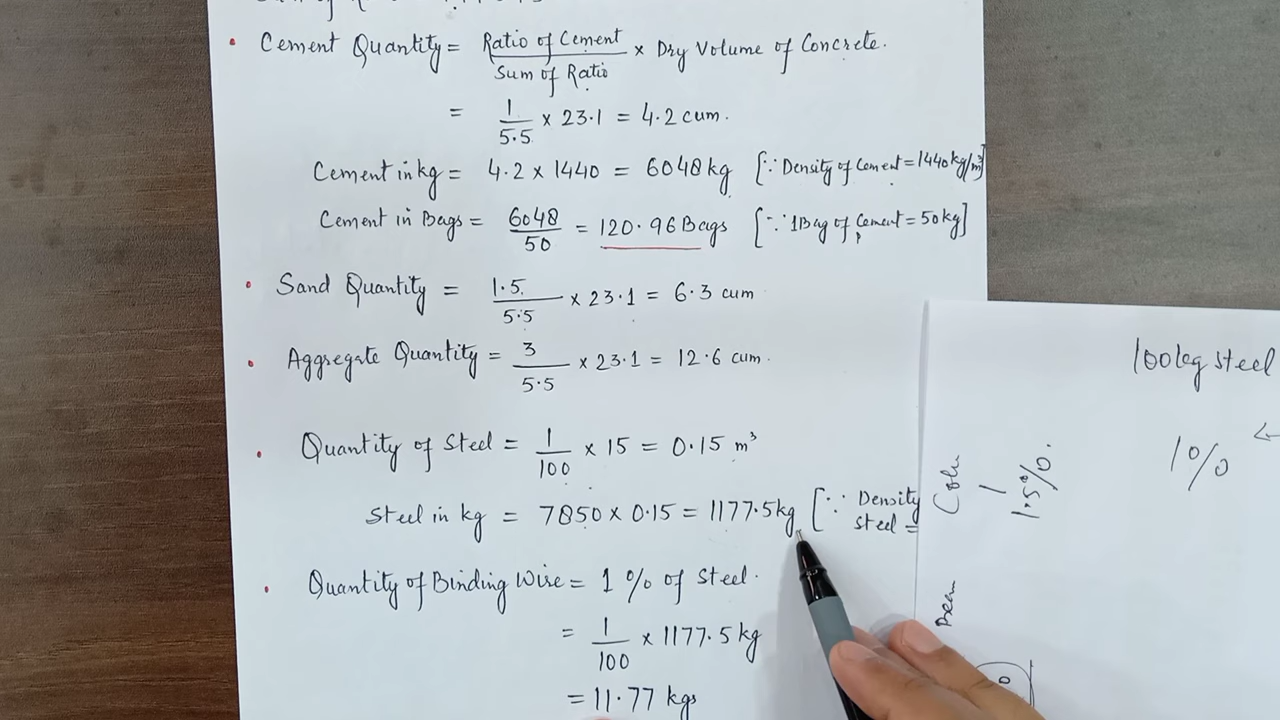 • Cement Quantity = Ratio of Cement / Sum of Ratio × Dry Volume of Concrete.
= 1/5.5 × 23.1 = 4.2 cum.
Cement in kg = 4.2 × 1440 = 6048 kg [∵ Density of Cement = 1440 kg/m³]
Cement in Bags = 6048/50 = 120.96 Bags [∵ 1 Bag of Cement = 50 kg]
• Sand Quantity = 1.5/5.5 × 23.1 = 6.3 cum
• Aggregate Quantity = 3/5.5 × 23.1 = 12.6 cum.
• Quantity of Steel = 1/100 × 15 = 0.15 m³
Steel in kg = 7850 × 0.15 = 1177.5 kg [∵ Density
steel =
• Quantity of Binding Wire = 1 % of Steel.
= 1/100 × 1177.5 kg
= 11.77 kgs
100kg steel
1%
←
1
1.5%.